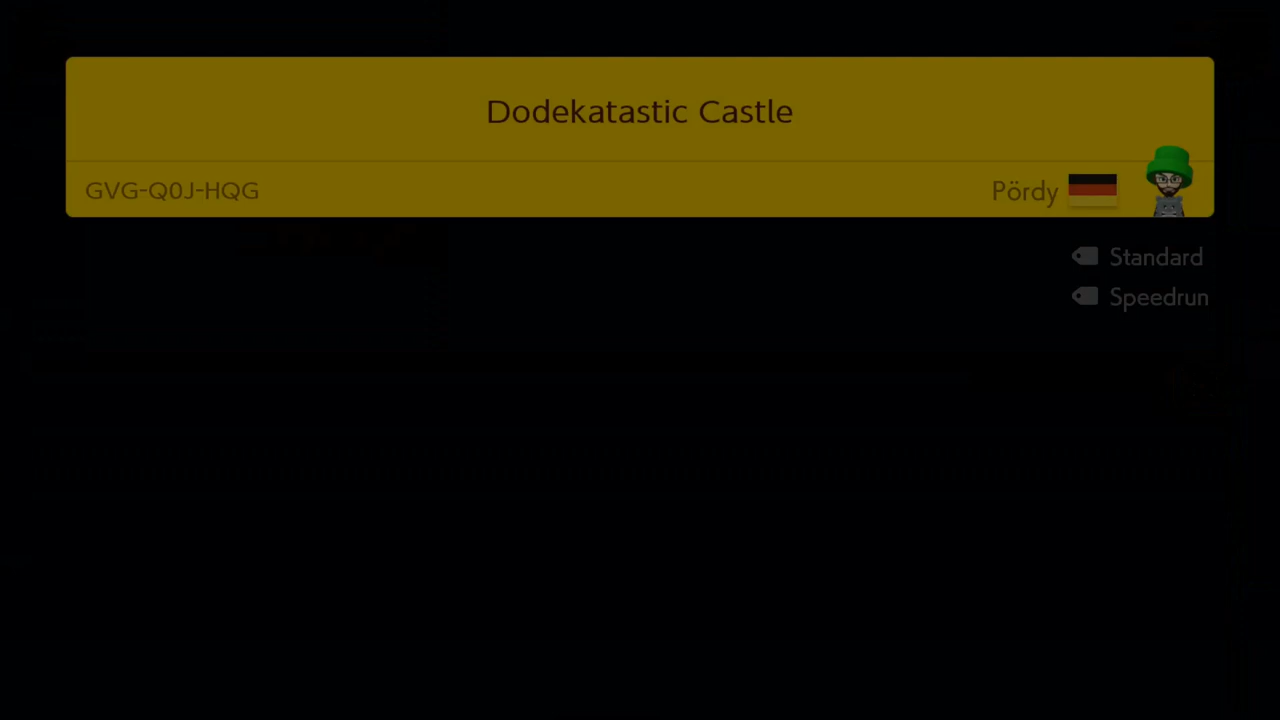 Dodekatastic Castle
GVG-Q0J-HQG
Pördy
Standard
Speedrun